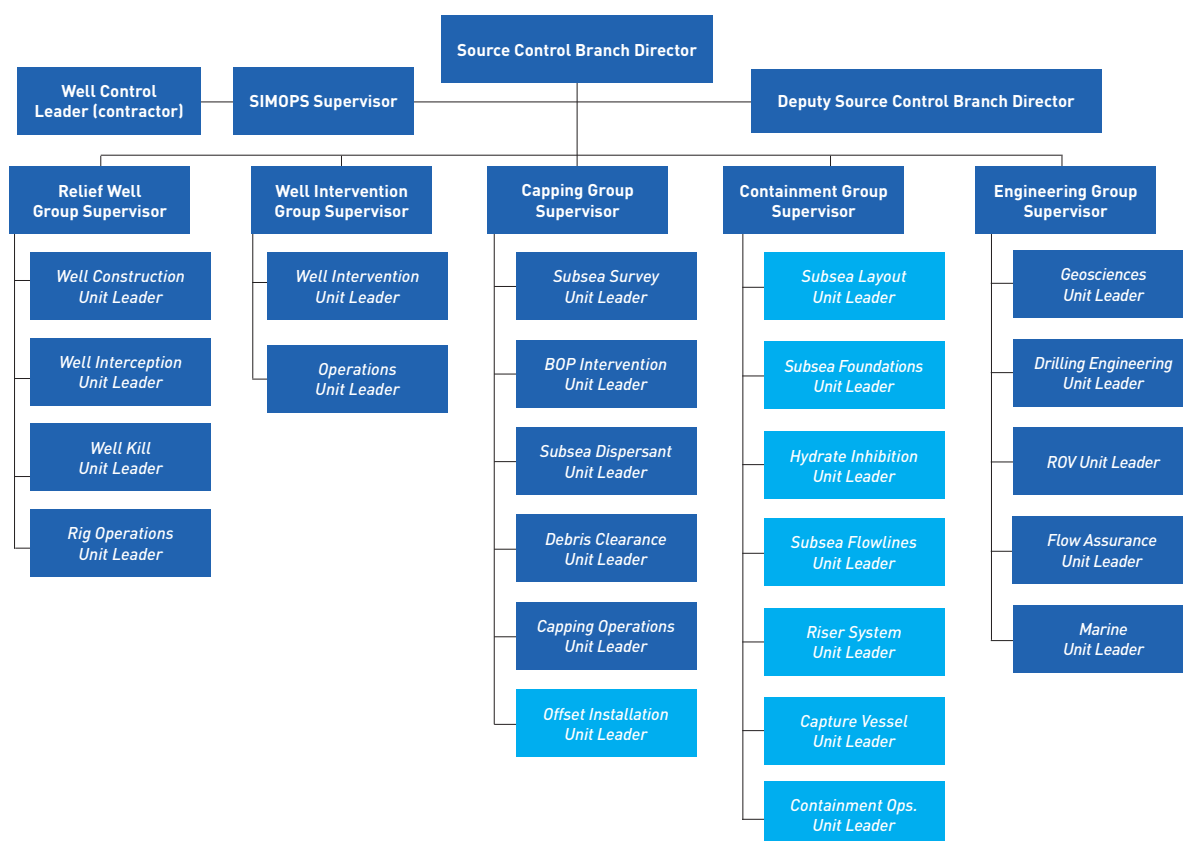 Source Control Branch Director
Well Control
Leader (contractor)
SIMOPS Supervisor
Deputy Source Control Branch Director
Relief Well
Group Supervisor
Well Construction
Unit Leader
Well Interception
Unit Leader
Well Kill
Unit Leader
Rig Operations
Unit Leader
Well Intervention
Group Supervisor
Well Intervention
Unit Leader
Operations
Unit Leader
Capping Group
Supervisor
Subsea Survey
Unit Leader
BOP Intervention
Unit Leader
Subsea Dispersant
Unit Leader
Debris Clearance
Unit Leader
Capping Operations
Unit Leader
Offset Installation
Unit Leader
Containment Group
Supervisor
Subsea Layout
Unit Leader
Subsea Foundations
Unit Leader
Hydrate Inhibition
Unit Leader
Subsea Flowlines
Unit Leader
Riser System
Unit Leader
Capture Vessel
Unit Leader
Containment Ops.
Unit Leader
Engineering Group
Supervisor
Geosciences
Unit Leader
Drilling Engineering
Unit Leader
ROV Unit Leader
Flow Assurance
Unit Leader
Marine
Unit Leader